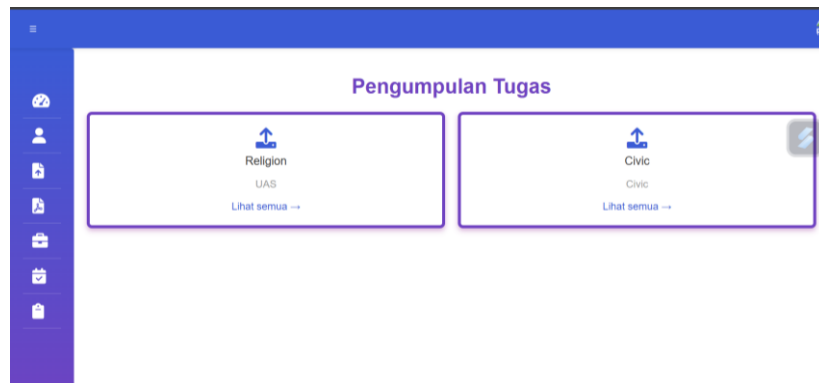 Pengumpulan Tugas
Religion
UAS
Lihat semua →
Civic
Civic
Lihat semua →